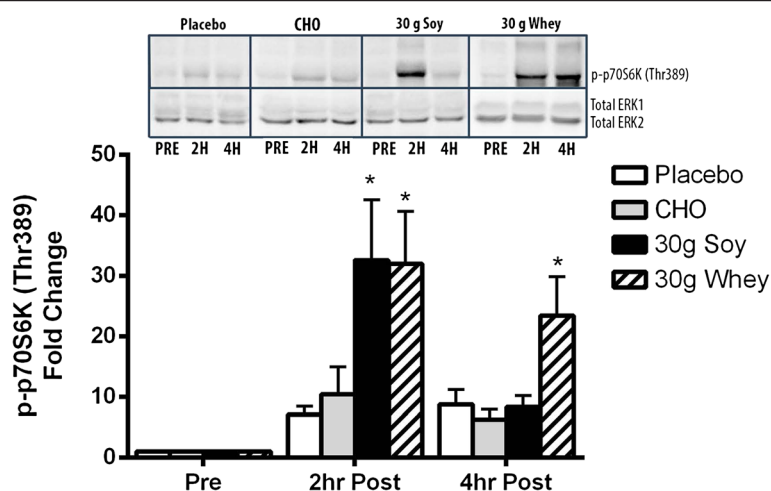 Placebo CHO 30 g Soy 30 g Whey
p-p70S6K (Thr389)
Total ERK1
Total ERK2
PRE 2H 4H PRE 2H 4H PRE 2H 4H PRE 2H 4H
p-p70S6K (Thr389)
Fold Change
50
40
30
20
10
0
* * *
Pre 2hr Post 4hr Post
Placebo
CHO
30g Soy
30g Whey